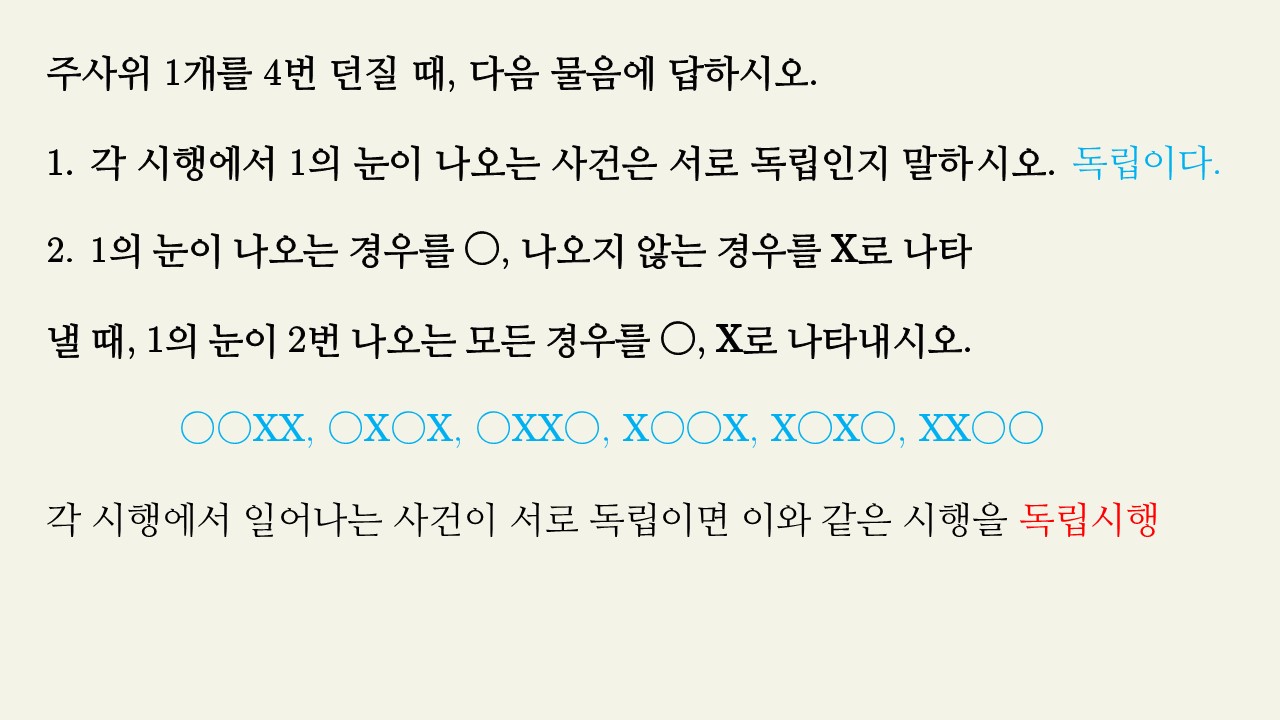 주사위 1개를 4번 던질 때, 다음 물음에 답하시오.
1. 각 시행에서 1의 눈이 나오는 사건은 서로 독립인지 말하시오. 독립이다.
2. 1의 눈이 나오는 경우를 ◯, 나오지 않는 경우를 X로 나타
낼 때, 1의 눈이 2번 나오는 모든 경우를 ◯, X로 나타내시오.
◯◯XX, ◯X◯X, ◯XX◯, X◯◯X, X◯X◯, XX◯◯
각 시행에서 일어나는 사건이 서로 독립이면 이와 같은 시행을 독립시행